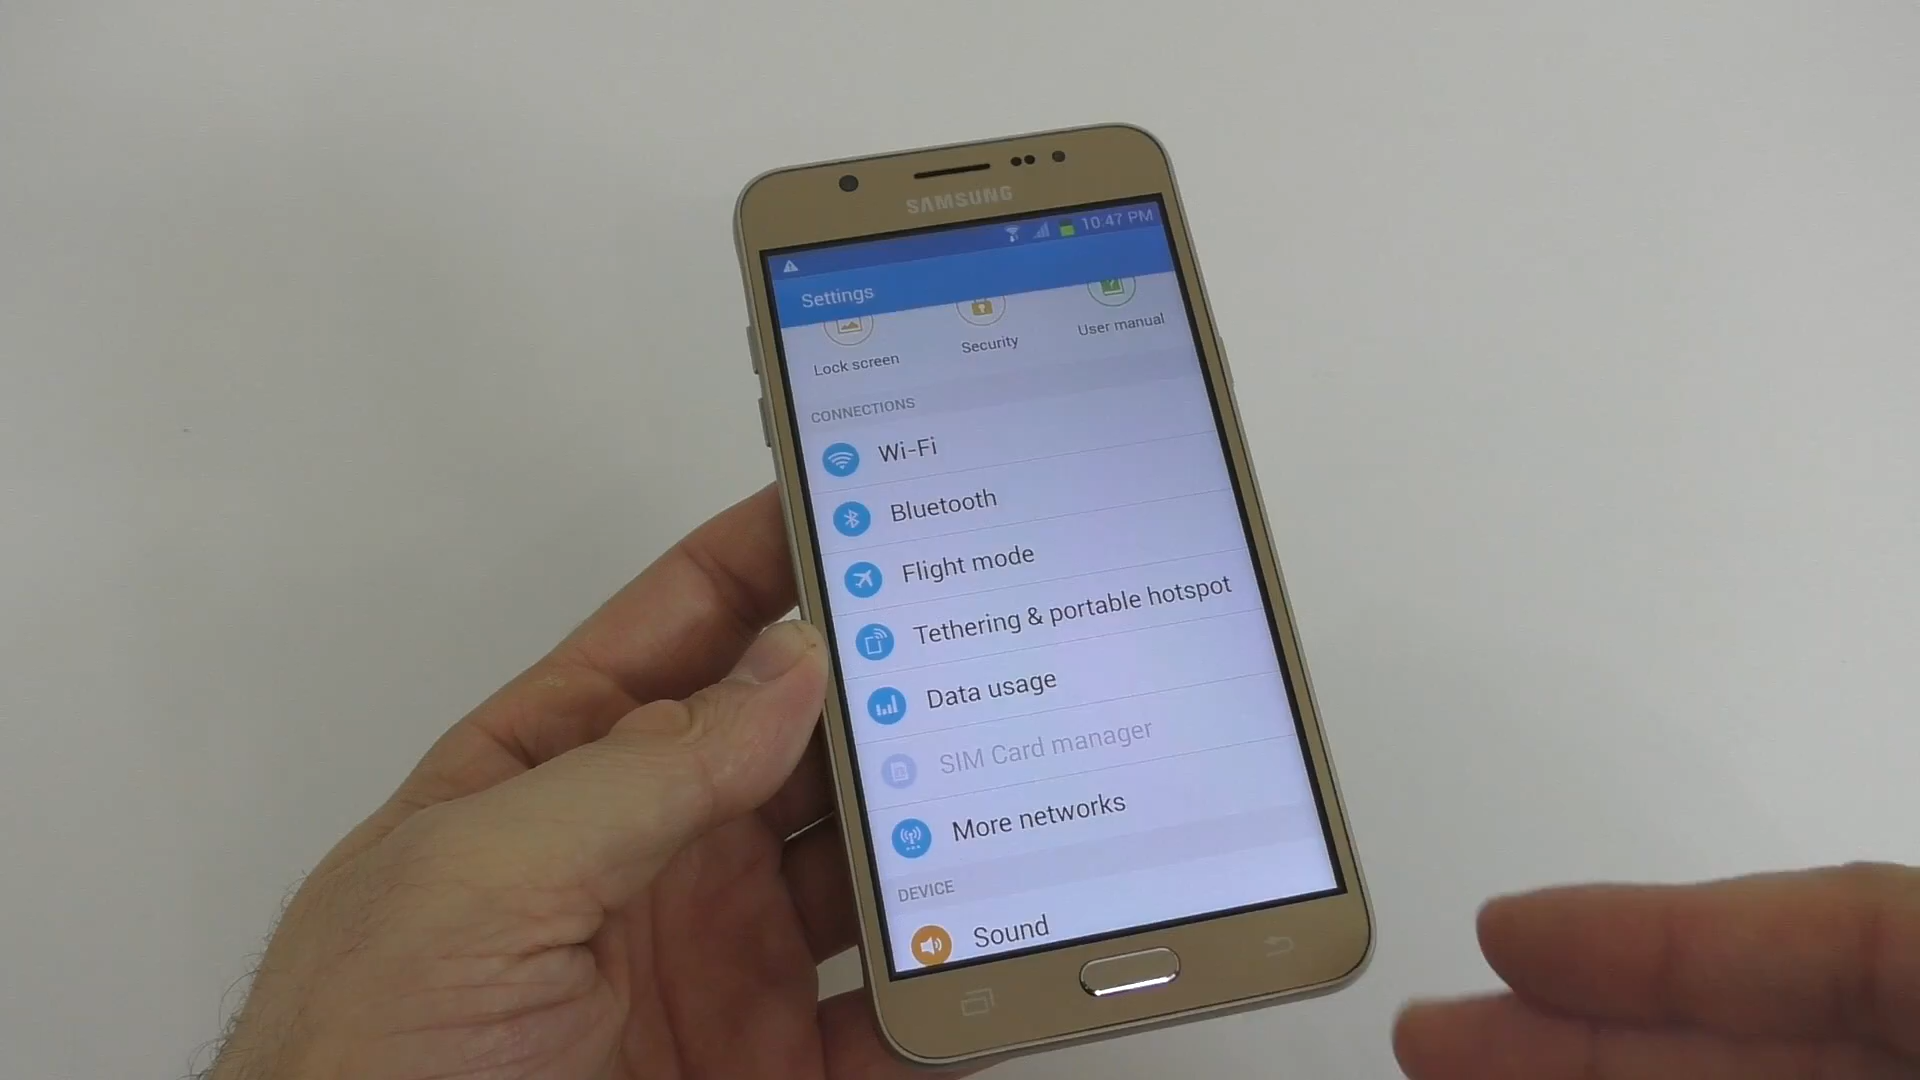 SAMSUNG
10:47 PM
Settings
Lock screen
Security
User manual
CONNECTIONS
Wi-Fi
Bluetooth
Flight mode
Tethering & portable hotspot
Data usage
SIM Card manager
More networks
DEVICE
Sound